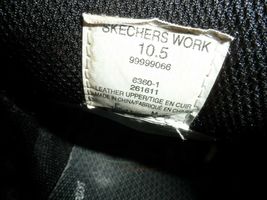 SKECHERS WORK
10.5
99999066
6360-1
261611
LEATHER UPPER/TIGE EN CUIR
MADE IN CHINA/FABRIQUE EN CHINE